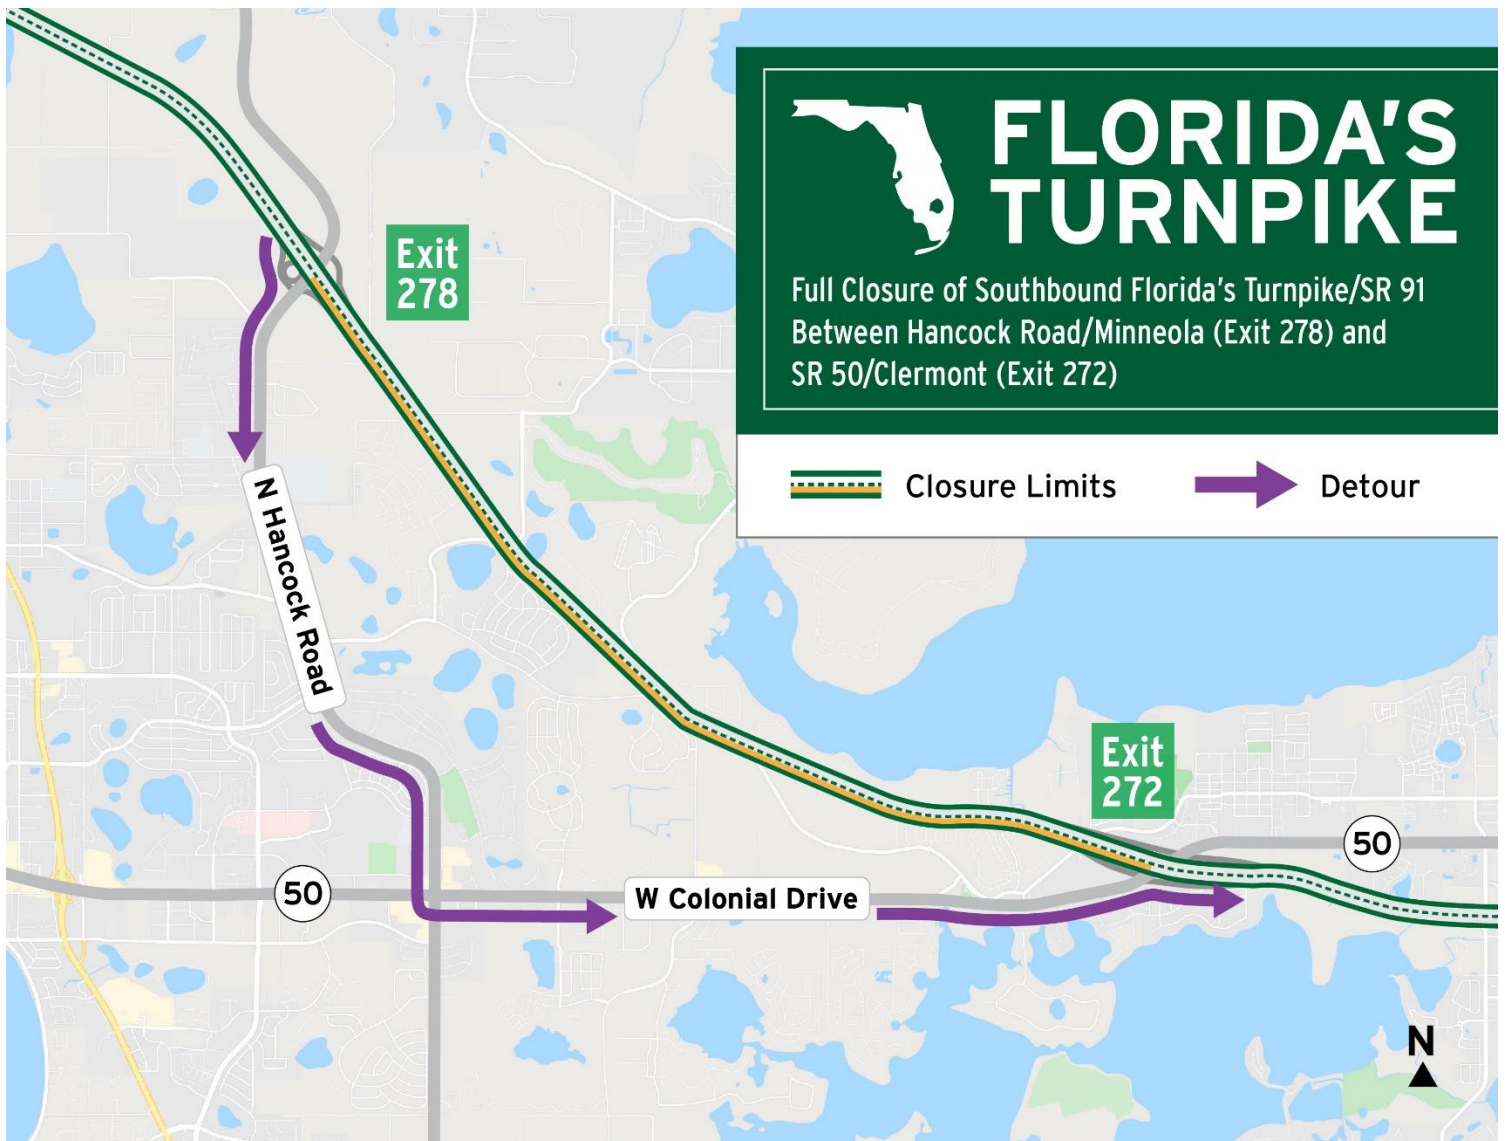 FLORIDA'S
TURNPIKE
Full Closure of Southbound Florida's Turnpike/SR 91
Between Hancock Road/Minneola (Exit 278) and
SR 50/Clermont (Exit 272)
Closure Limits
Detour
Exit
278
N Hancock Road
Exit
272
50
50
W Colonial Drive
N